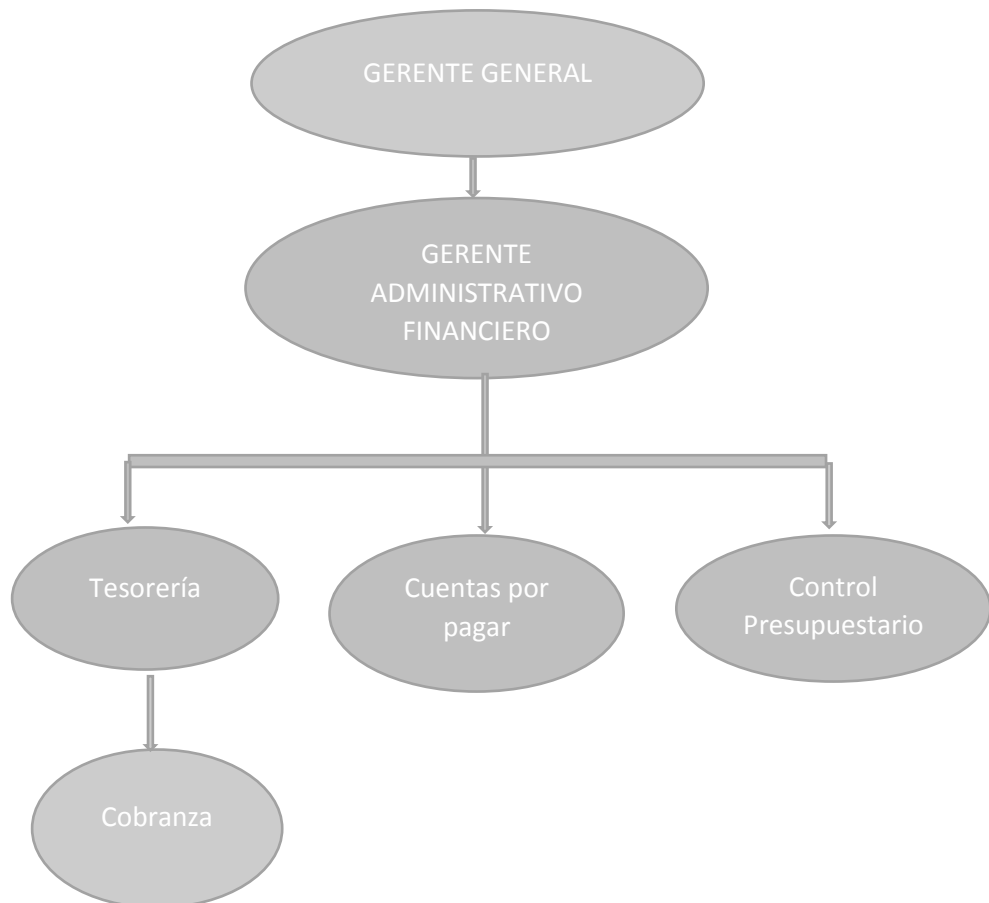 GERENTE GENERAL
GERENTE
ADMINISTRATIVO
FINANCIERO
Tesorería
Cuentas por
pagar
Control
Presupuestario
Cobranza